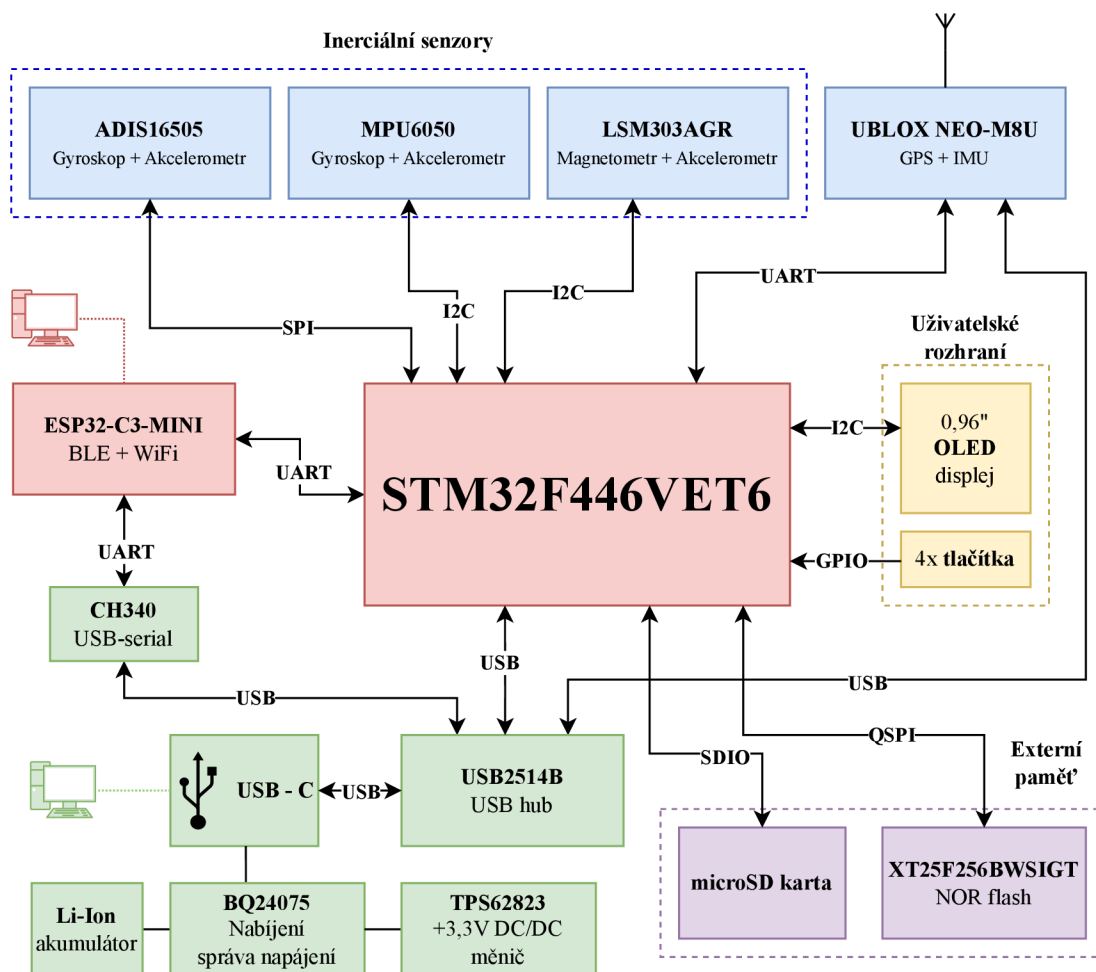 Inerciální senzory
ADIS16505
Gyroskop + Akcelerometr
MPU6050
Gyroskop + Akcelerometr
LSM303AGR
Magnetometr + Akcelerometr
UBLOX NEO-M8U
GPS + IMU
SPI
I2C
I2C
UART
Uživatelské
rozhraní
ESP32-C3-MINI
BLE + WiFi
UART
STM32F446VET6
I2C
0,96"
OLED
displej
GPIO
4x tlačítka
UART
CH340
USB-serial
USB
USB
USB
USB - C
USB
USB2514B
USB hub
SDIO
QSPI
Externí
paměť
microSD karta
XT25F256BWSIGT
NOR flash
Li-Ion
akumulátor
BQ24075
Nabíjení
správa napájení
TPS62823
+3,3V DC/DC
měnič